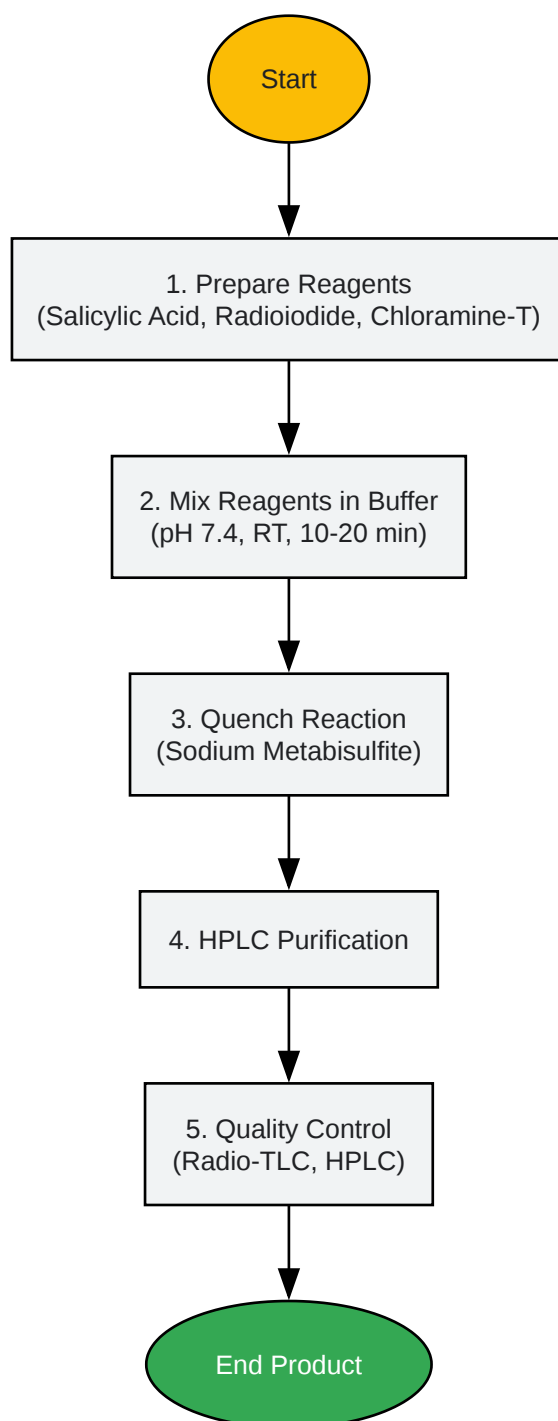 Start
1. Prepare Reagents
(Salicylic Acid, Radioiodide, Chloramine-T)
2. Mix Reagents in Buffer
(pH 7.4, RT, 10-20 min)
3. Quench Reaction
(Sodium Metabisulfite)
4. HPLC Purification
5. Quality Control
(Radio-TLC, HPLC)
End Product